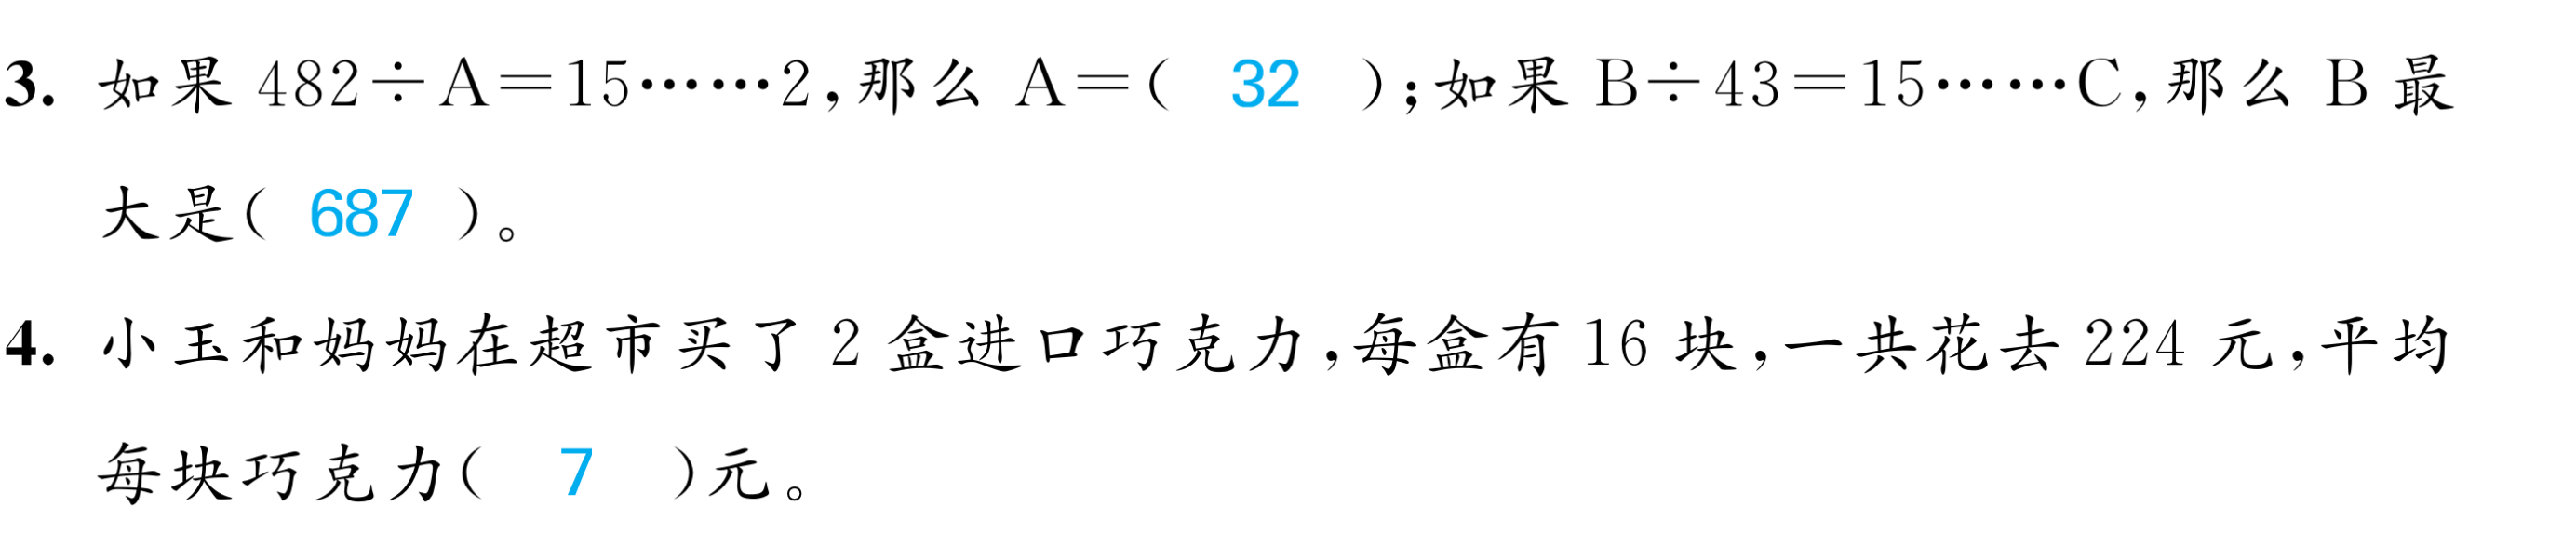 3. 如果 482÷A=15……2,那么 A=( 32 );如果 B÷43=15……C,那么 B 最
大是( 687 )。
4. 小玉和妈妈在超市买了 2 盒进口巧克力,每盒有 16 块,一共花去 224 元,平均
每块巧克力( 7 )元。